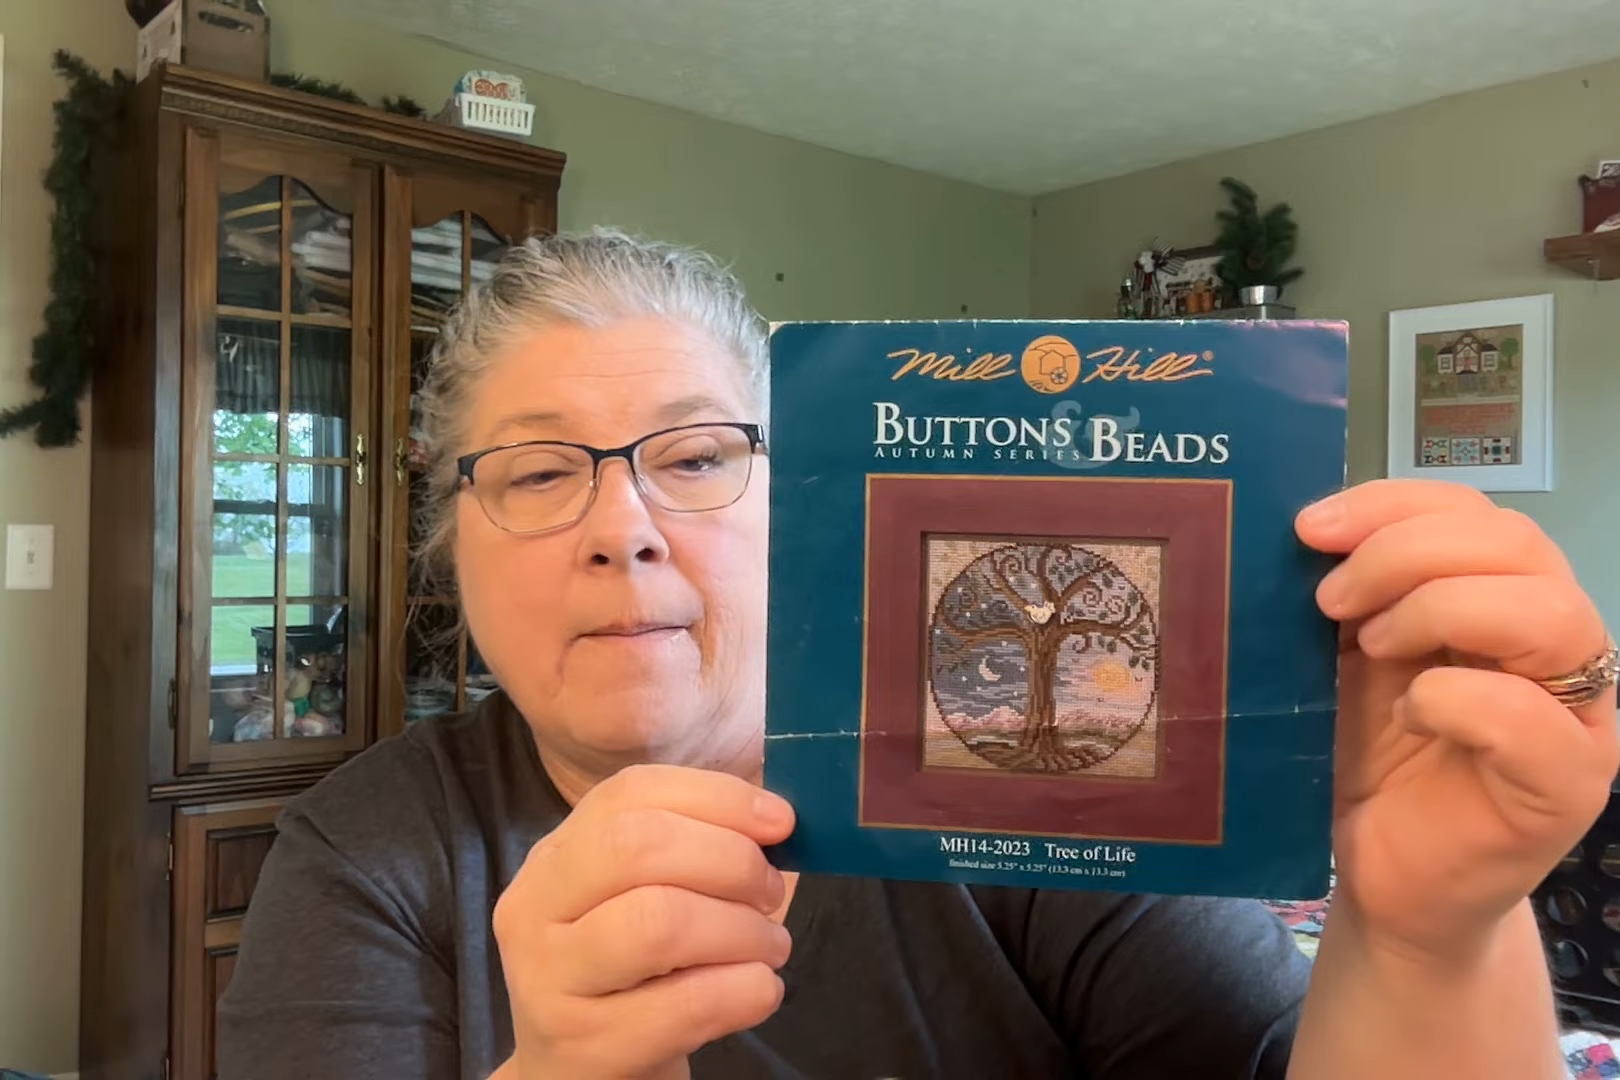 Mill Hill®
BUTTONS & BEADS
AUTUMN SERIES
MH14-2023 Tree of Life
finished size 5.25" x 5.25" (13.3 cm x 13.3 cm)